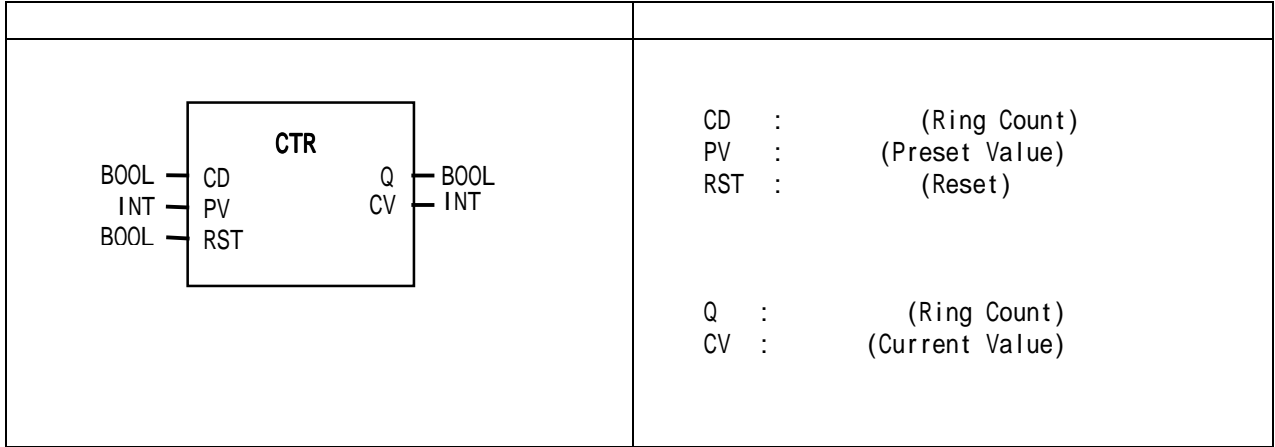 CTR
BOOL CD Q BOOL
INT PV CV INT
BOOL RST
CD : (Ring Count)
PV : (Preset Value)
RST : (Reset)
Q : (Ring Count)
CV : (Current Value)